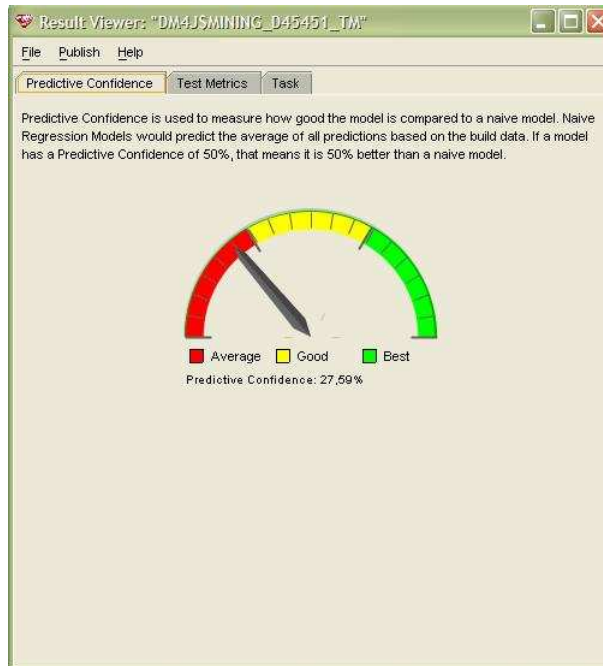 Result Viewer: "DM4JSMINING_D45451_TM"
File Publish Help
Predictive Confidence Test Metrics Task
Predictive Confidence is used to measure how good the model is compared to a naive model. Naive
Regression Models would predict the average of all predictions based on the build data. If a model
has a Predictive Confidence of 50%, that means it is 50% better than a naive model.
Average Good Best
Predictive Confidence: 27,59%